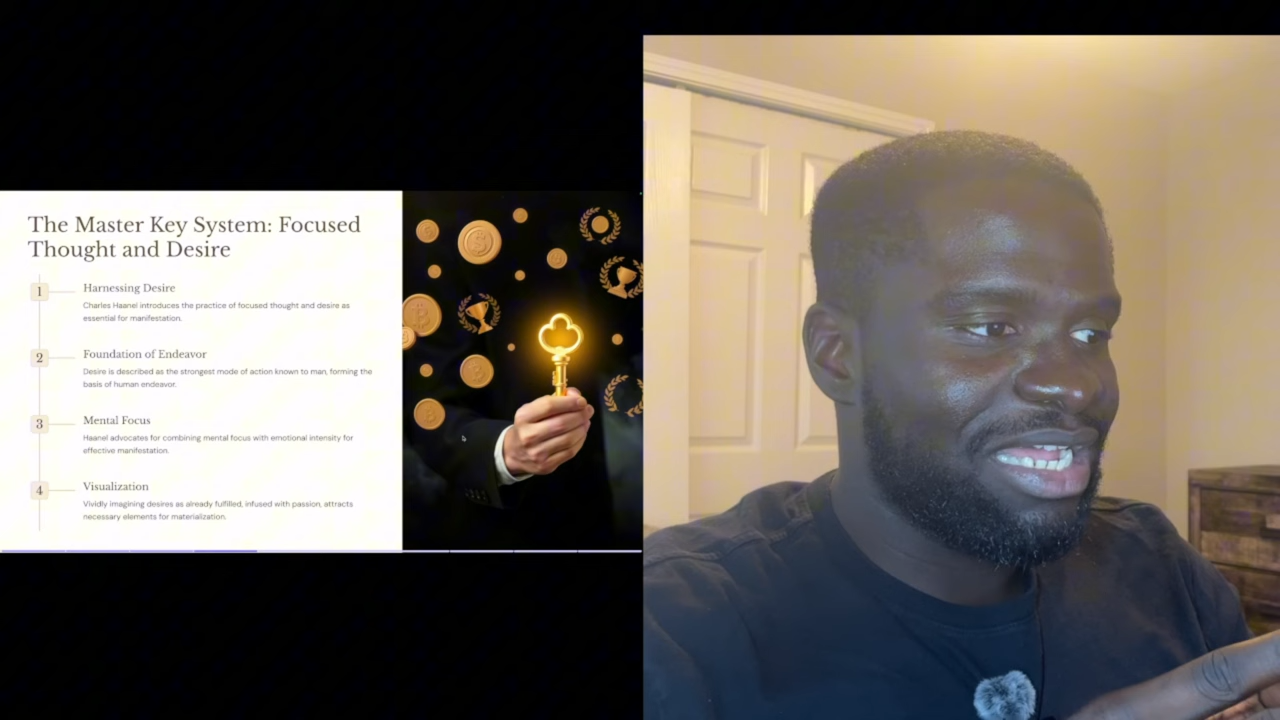 The Master Key System: Focused
Thought and Desire
1
Harnessing Desire
Charles Haanel introduces the practice of focused thought and desire as
essential for manifestation.
2
Foundation of Endeavor
Desire is described as the strongest mode of action known to man, forming the
basis of human endeavor.
3
Mental Focus
Haanel advocates for combining mental focus with emotional intensity for
effective manifestation.
4
Visualization
Vividly imagining desires as already fulfilled, infused with passion, attracts
necessary elements for materialization.